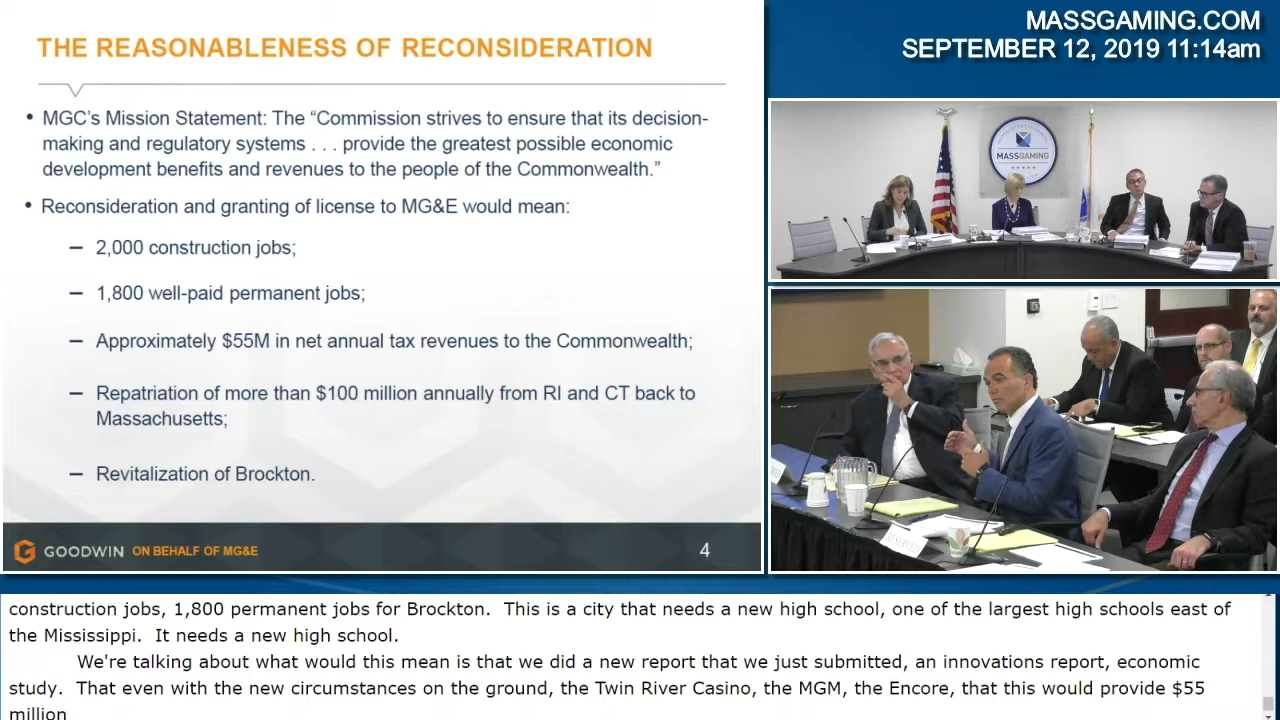 THE REASONABLENESS OF RECONSIDERATION
• MGC's Mission Statement: The "Commission strives to ensure that its decision-
making and regulatory systems . . . provide the greatest possible economic
development benefits and revenues to the people of the Commonwealth."
• Reconsideration and granting of license to MG&E would mean:
– 2,000 construction jobs;
– 1,800 well-paid permanent jobs;
– Approximately $55M in net annual tax revenues to the Commonwealth;
– Repatriation of more than $100 million annually from RI and CT back to
Massachusetts;
– Revitalization of Brockton.
GOODWIN ON BEHALF OF MG&E
4
MASSGAMING.COM
SEPTEMBER 12, 2019 11:14am
MASSGAMING
RESERVED
construction jobs, 1,800 permanent jobs for Brockton. This is a city that needs a new high school, one of the largest high schools east of
the Mississippi. It needs a new high school.
We're talking about what would this mean is that we did a new report that we just submitted, an innovations report, economic
study. That even with the new circumstances on the ground, the Twin River Casino, the MGM, the Encore, that this would provide $55
million